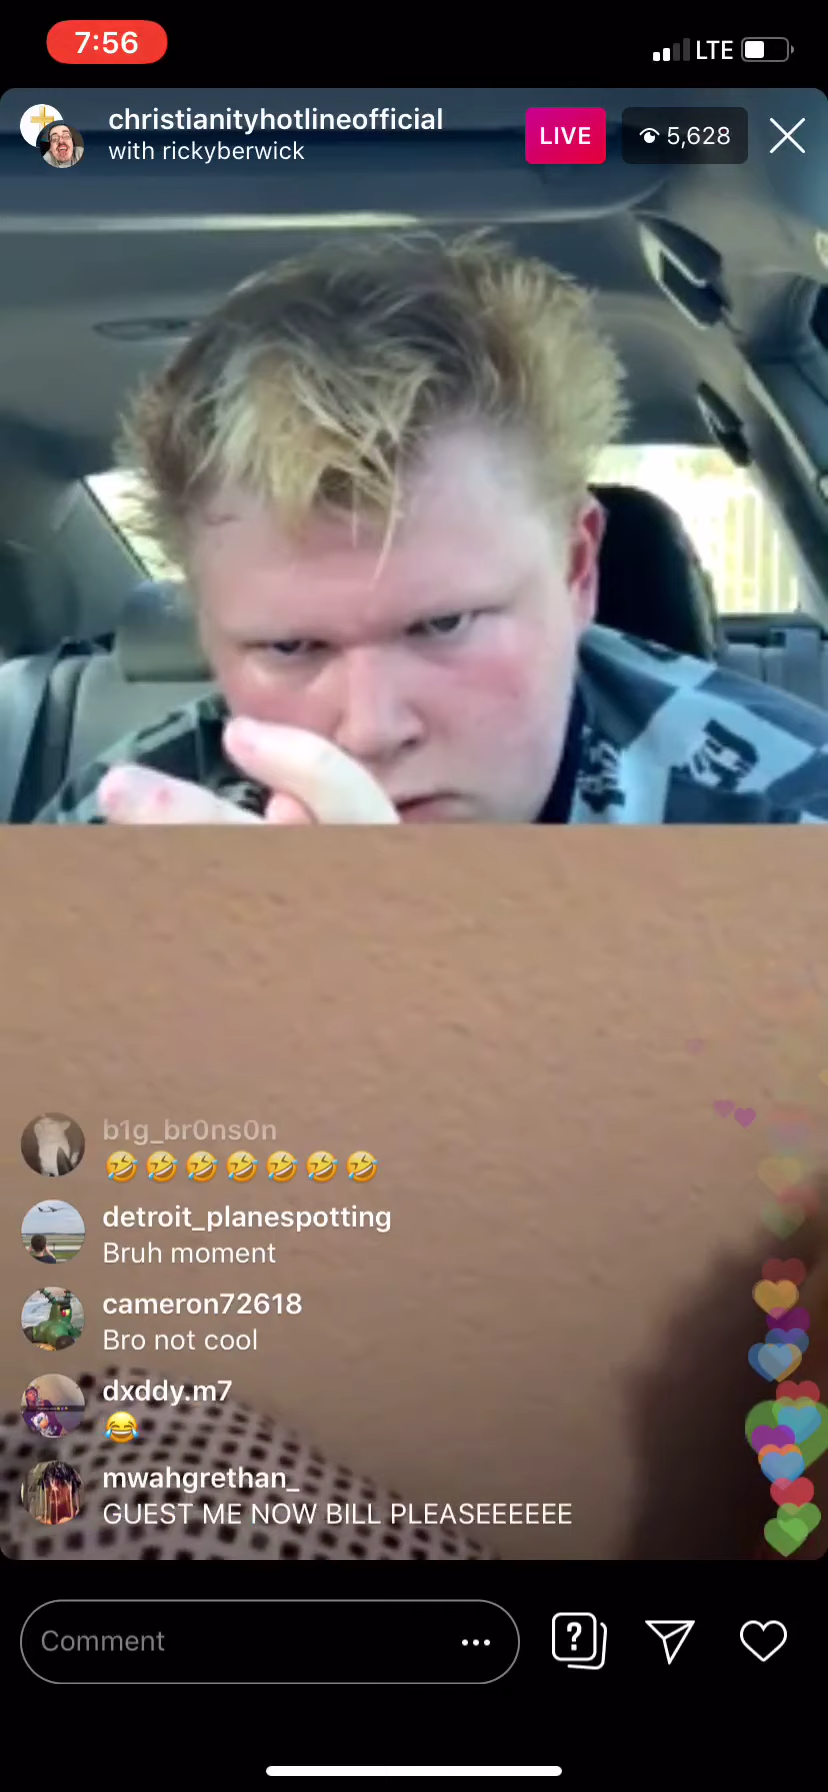 7:56
LTE
christianityhotlineofficial
with rickyberwick
LIVE
5,628
b1g_br0ns0n
🤣🤣🤣🤣🤣🤣🤣
detroit_planespotting
Bruh moment
cameron72618
Bro not cool
dxddy.m7
😂
mwahgrethan_
GUEST ME NOW BILL PLEASEEEEEE
Comment